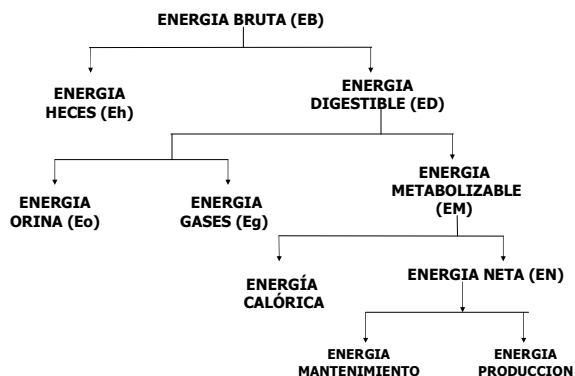 ENERGIA BRUTA (EB)
ENERGIA
HECES (Eh)
ENERGIA
DIGESTIBLE (ED)
ENERGIA
ORINA (Eo)
ENERGIA
GASES (Eg)
ENERGIA
METABOLIZABLE
(EM)
ENERGÍA
CALÓRICA
ENERGIA NETA (EN)
ENERGIA
MANTENIMIENTO
ENERGIA
PRODUCCION